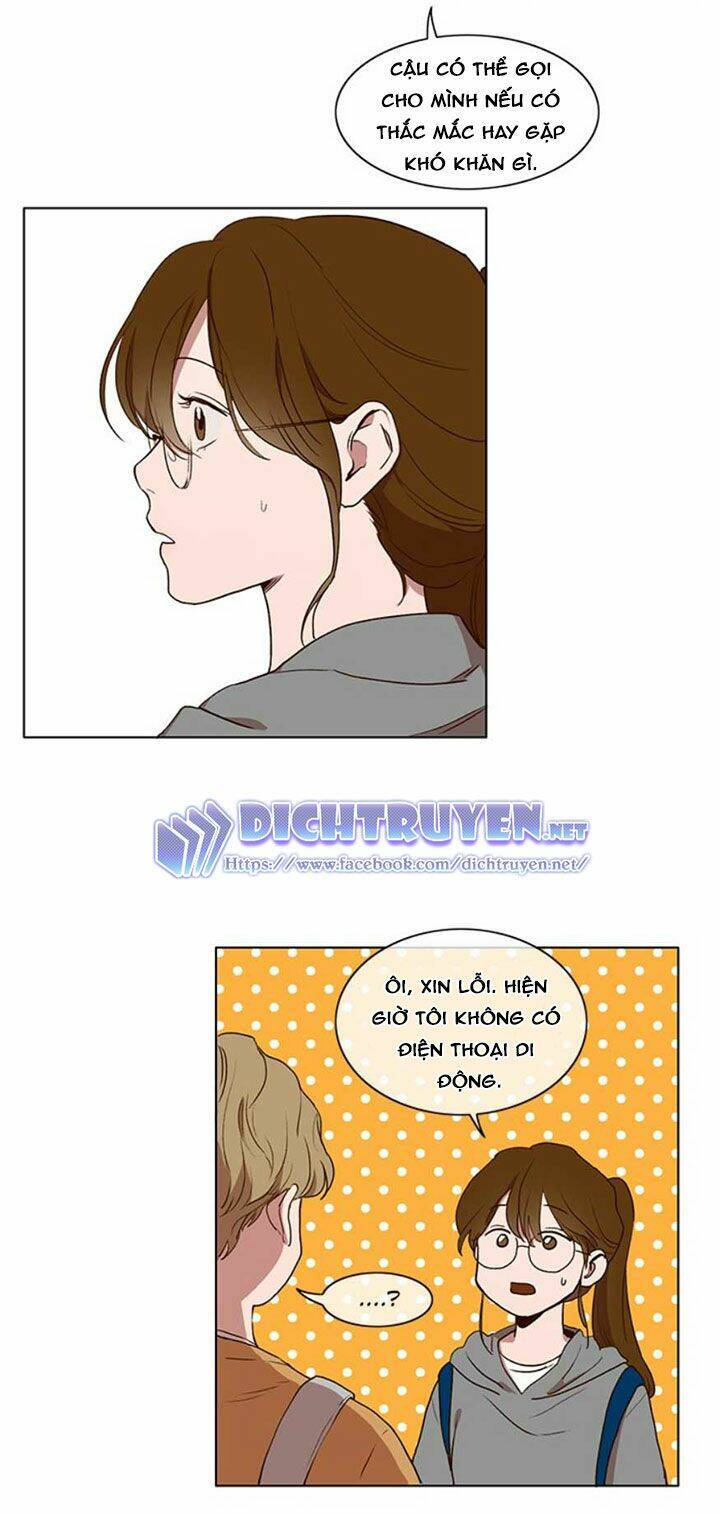 CẬU CÓ THỂ GỌI
CHO MÌNH NẾU CÓ
THẮC MẮC HAY GẶP
KHÓ KHĂN GÌ.
DICHTRUYEN.NET
Https://www.facebook.com/dichtruyen.net/
ÔI, XIN LỖI. HIỆN
GIỜ TÔI KHÔNG CÓ
ĐIỆN THOẠI DI
ĐỘNG.
....?